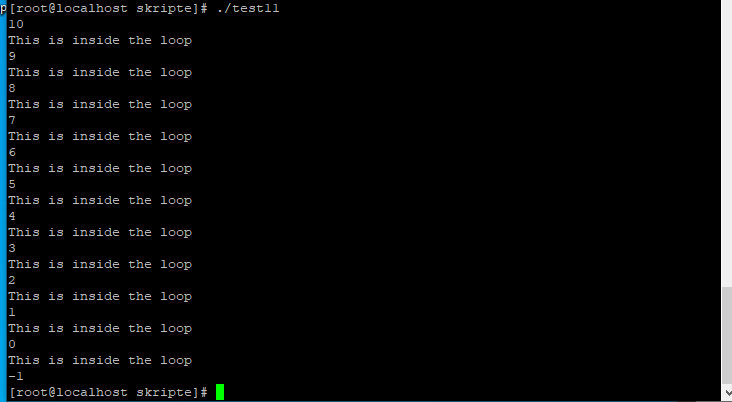 p[root@localhost skripte]# ./test11
10
This is inside the loop
9
This is inside the loop
8
This is inside the loop
7
This is inside the loop
6
This is inside the loop
5
This is inside the loop
4
This is inside the loop
3
This is inside the loop
2
This is inside the loop
1
This is inside the loop
0
This is inside the loop
-1
[root@localhost skripte]#